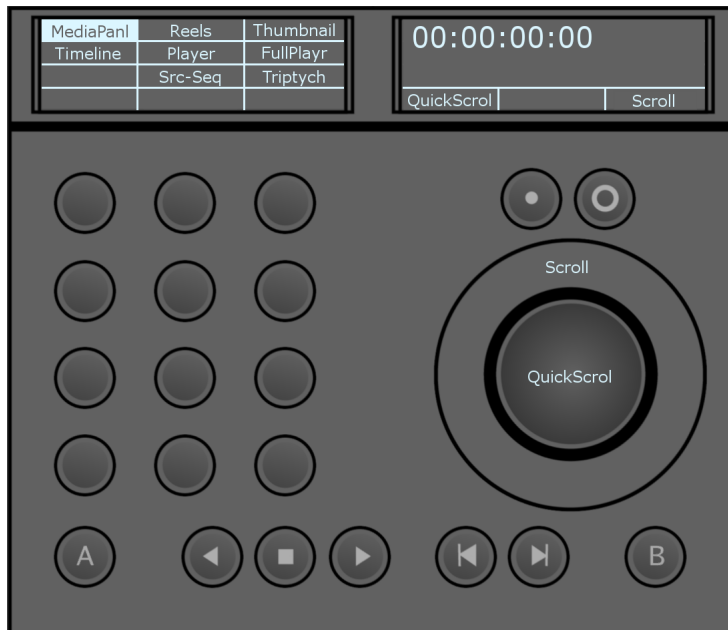 MediaPanl Reels Thumbnail
Timeline Player FullPlayr
Src-Seq Triptych
00:00:00:00
QuickScrol Scroll
Scroll
QuickScrol
A
B